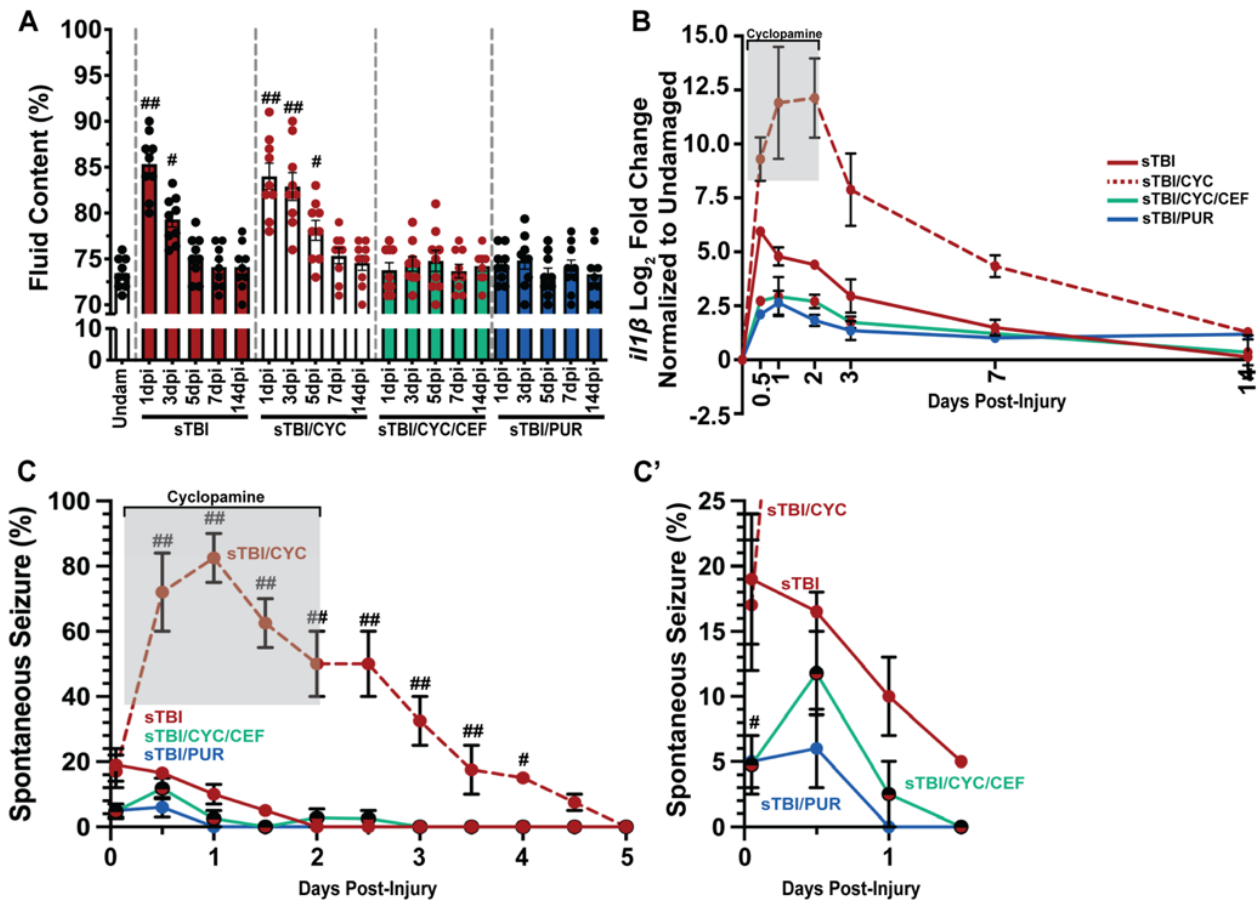 A
Fluid Content (%)
100
95
90
85
80
75
70
10
0
## # ## ## #
Undam 1dpi 3dpi 5dpi 7dpi 14dpi 1dpi 3dpi 5dpi 7dpi 14dpi 1dpi 3dpi 5dpi 7dpi 14dpi 1dpi 3dpi 5dpi 7dpi 14dpi
sTBI sTBI/CYC sTBI/CYC/CEF sTBI/PUR
B
Cyclopamine
il1β Log2 Fold Change
Normalized to Undamaged
15.0
12.5
10.0
7.5
5.0
2.5
0
-2.5
sTBI
sTBI/CYC
sTBI/CYC/CEF
sTBI/PUR
0.5 1 2 3 7 14
Days Post-Injury
C
Cyclopamine
Spontaneous Seizure (%)
100
80
60
40
20
0
## ## ## ## ## ## ## #
sTBI/CYC
sTBI
sTBI/CYC/CEF
sTBI/PUR
0 1 2 3 4 5
Days Post-Injury
C'
Spontaneous Seizure (%)
25
20
15
10
5
0
sTBI/CYC
sTBI
#
sTBI/CYC/CEF
sTBI/PUR
0 1
Days Post-Injury